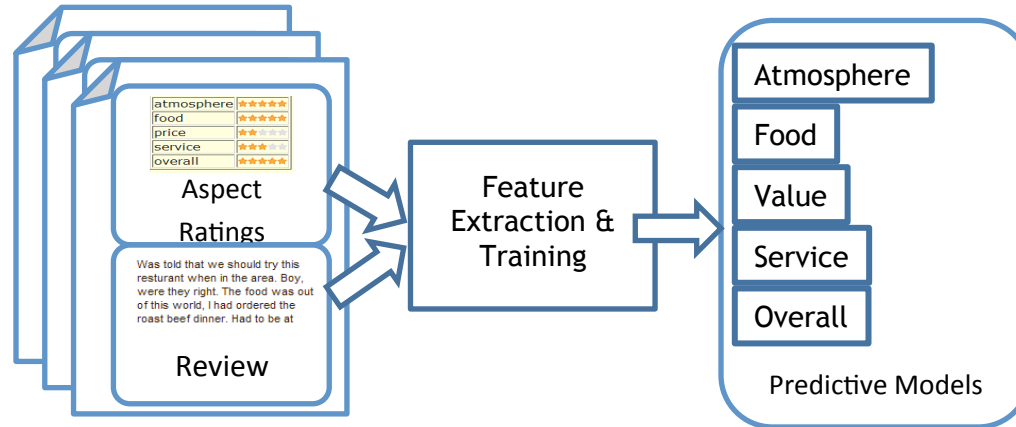 atmosphere
food
price
service
overall
Aspect
Ratings
Was told that we should try this
resturant when in the area. Boy,
were they right. The food was out
of this world, I had ordered the
roast beef dinner. Had to be at
Review
Feature
Extraction &
Training
Atmosphere
Food
Value
Service
Overall
Predictive Models